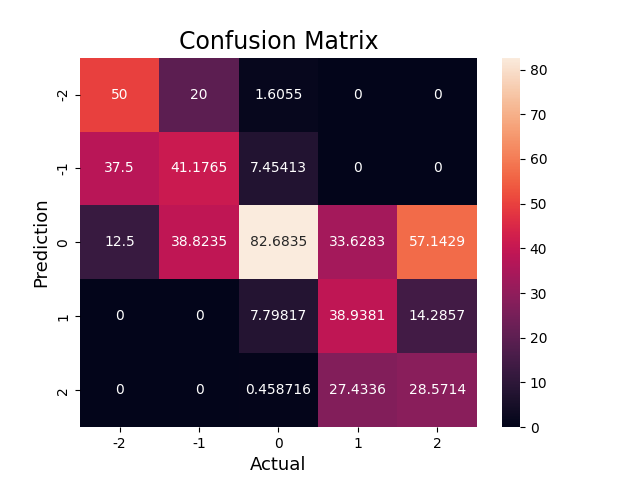 Confusion Matrix
-2 50 20 1.6055 0 0
-1 37.5 41.1765 7.45413 0 0
0 12.5 38.8235 82.6835 33.6283 57.1429
1 0 0 7.79817 38.9381 14.2857
2 0 0 0.458716 27.4336 28.5714
-2 -1 0 1 2
Actual
Prediction
80
70
60
50
40
30
20
10
0